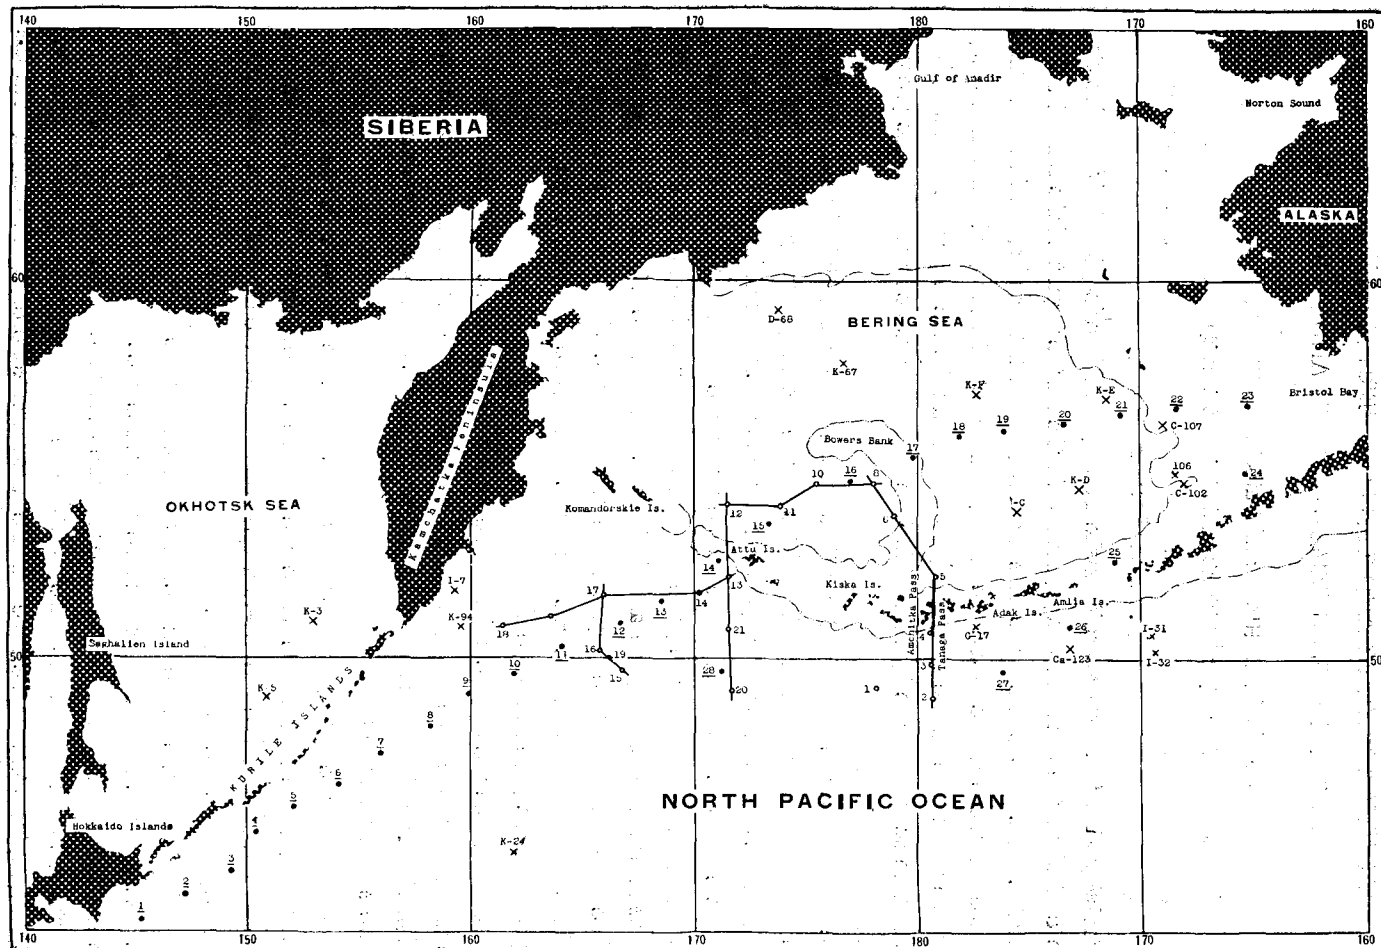 140 150 160 170 180 170 160
Gulf of Anadir
Norton Sound
SIBERIA
ALASKA
60 60
D-68
BERING SEA
K-67
K-F
K-E
Bristol Bay
22 23
21
20
19
18
C-107
Kamchatka Peninsula
Bowers Bank
17
10 16 8
106
24
C-102
K-D
OKHOTSK SEA
Komandorskie Is.
12 11
15
6
Attu Is.
14
25
13
5
I-7
Kiska Is.
Amchitka Pass
Tanaga Pass
Adak Is.
Amlia Is.
17
13
14
K-3
K-94
18
12
21
4
G-17
26
I-31
Saghalien Island
50
11
16 19
15
3
Ca-123
I-32
10
28
27
9
20
1
2
8
KURILE ISLANDS
7
6
5
NORTH PACIFIC OCEAN
4
Hokkaido Islands
K-24
3
2
1
140 150 160 170 180 170 160